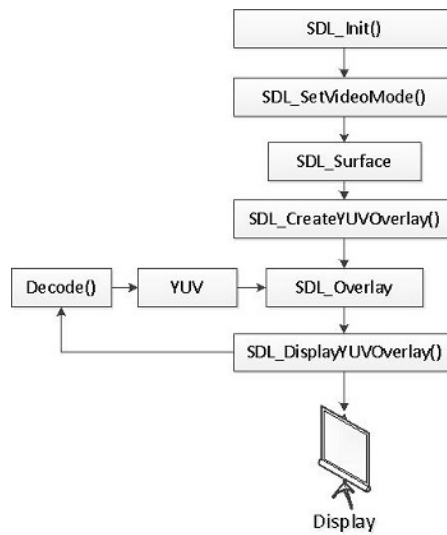 SDL_Init()
SDL_SetVideoMode()
SDL_Surface
SDL_CreateYUVOverlay()
Decode()
YUV
SDL_Overlay
SDL_DisplayYUVOverlay()
Display